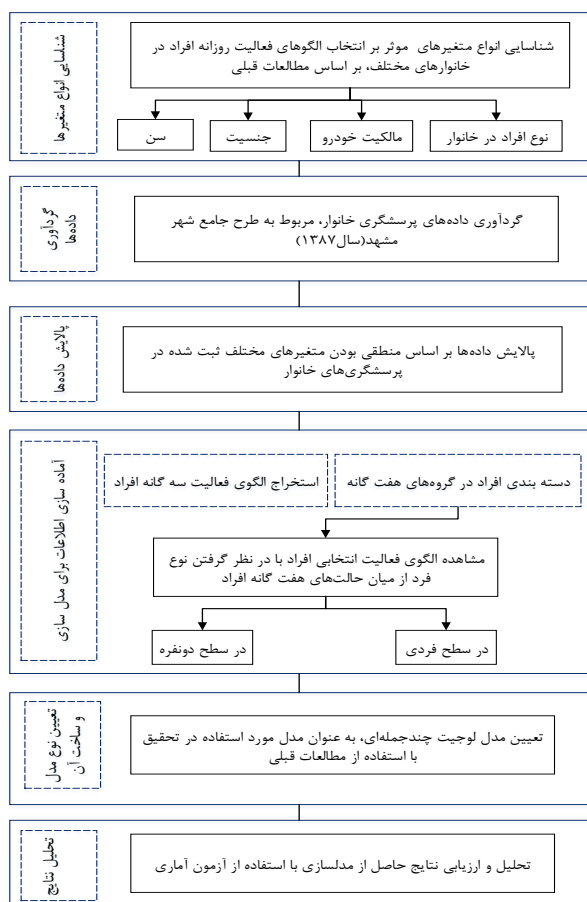 شناسایی انواع متغیرها
شناسایی انواع متغیرهای موثر بر انتخاب الگوهای فعالیت روزانه افراد در
خانوارهای مختلف، بر اساس مطالعات قبلی
نوع افراد در خانوار
مالکیت خودرو
جنسیت
سن
گردآوری
داده‌ها
گردآوری داده‌های پرسشگری خانوار، مربوط به طرح جامع شهر
مشهد(سال۱۳۸۷)
پالایش داده‌ها
پالایش داده‌ها بر اساس منطقی بودن متغیرهای مختلف ثبت شده در
پرسشگری‌های خانوار
آماده سازی اطلاعات برای مدل سازی
دسته بندی افراد در گروه‌های هفت گانه
استخراج الگوی فعالیت سه گانه افراد
مشاهده الگوی فعالیت انتخابی افراد با در نظر گرفتن نوع
فرد از میان حالت‌های هفت گانه افراد
در سطح فردی
در سطح دونفره
تعیین نوع مدل
و ساخت آن
تعیین مدل لوجیت چندجمله‌ای، به عنوان مدل مورد استفاده در تحقیق
با استفاده از مطالعات قبلی
تحلیل نتایج
تحلیل و ارزیابی نتایج حاصل از مدلسازی با استفاده از آزمون آماری